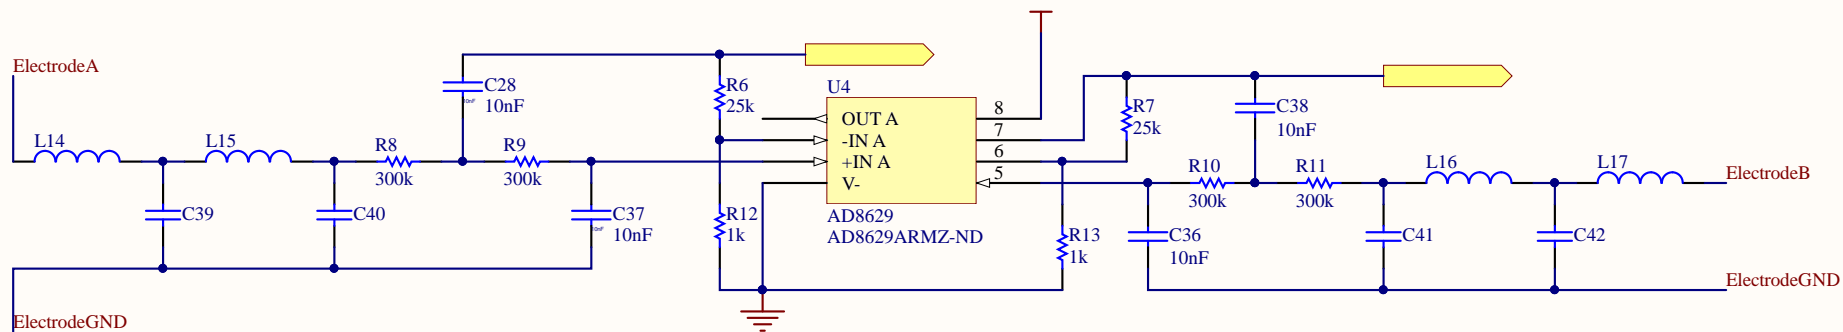 ElectrodeA
L14
L15
C39
C40
R8
300k
C28
10nF
10nF
R9
300k
C37
10nF
10nF
R6
25k
R12
1k
U4
OUT A
-IN A
+IN A
V-
8
7
6
5
AD8629
AD8629ARMZ-ND
R7
25k
R13
1k
C38
10nF
R10
300k
R11
300k
C36
10nF
L16
L17
C41
C42
ElectrodeB
ElectrodeGND
ElectrodeGND